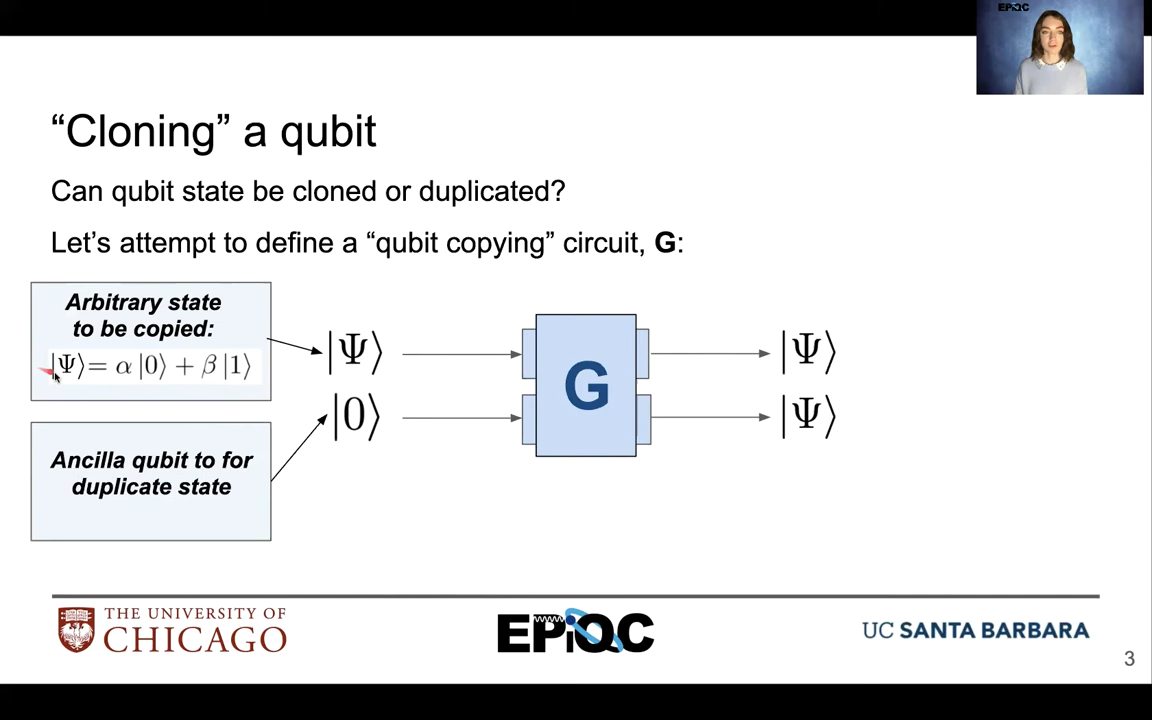 EPiQC
“Cloning” a qubit
Can qubit state be cloned or duplicated?
Let’s attempt to define a “qubit copying” circuit, G:
Arbitrary state
to be copied:
|Ψ⟩= α|0⟩ + β|1⟩
Ancilla qubit to for
duplicate state
|Ψ⟩
|0⟩
G
|Ψ⟩
|Ψ⟩
THE UNIVERSITY OF
CHICAGO
EPiQC
UC SANTA BARBARA
3